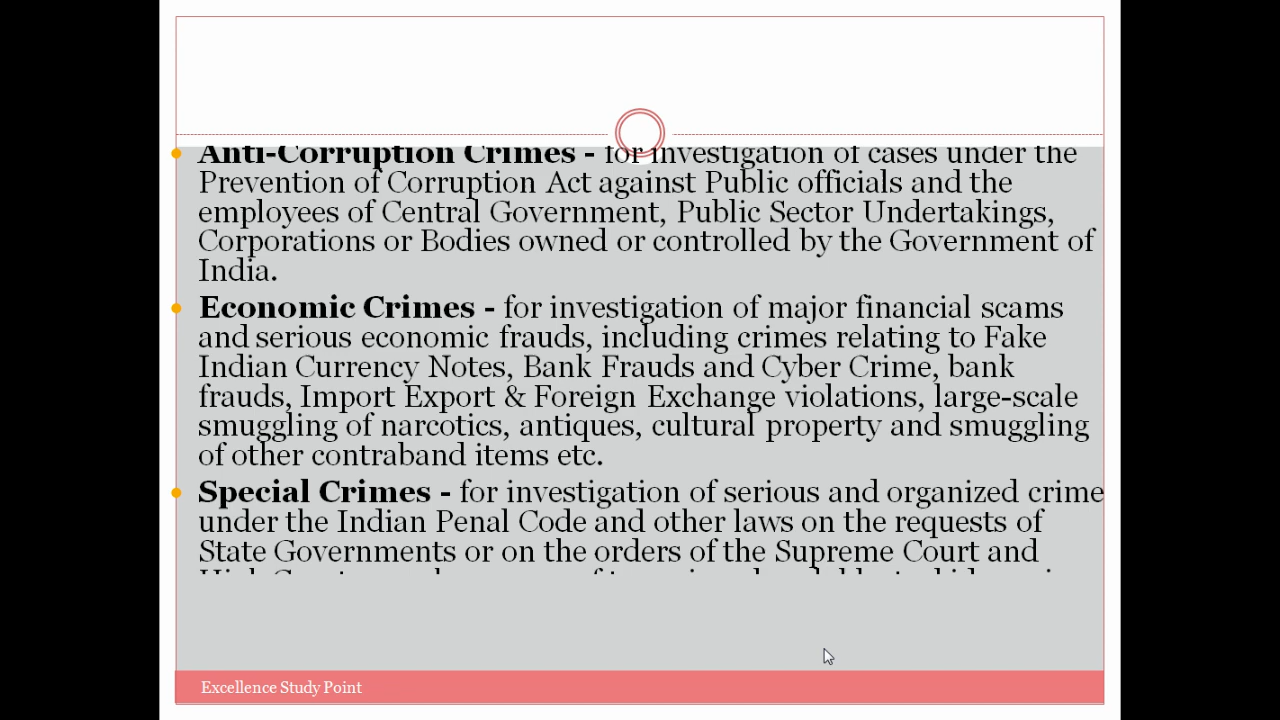 Anti-Corruption Crimes - for investigation of cases under the
Prevention of Corruption Act against Public officials and the
employees of Central Government, Public Sector Undertakings,
Corporations or Bodies owned or controlled by the Government of
India.
Economic Crimes - for investigation of major financial scams
and serious economic frauds, including crimes relating to Fake
Indian Currency Notes, Bank Frauds and Cyber Crime, bank
frauds, Import Export & Foreign Exchange violations, large-scale
smuggling of narcotics, antiques, cultural property and smuggling
of other contraband items etc.
Special Crimes - for investigation of serious and organized crime
under the Indian Penal Code and other laws on the requests of
State Governments or on the orders of the Supreme Court and
Excellence Study Point